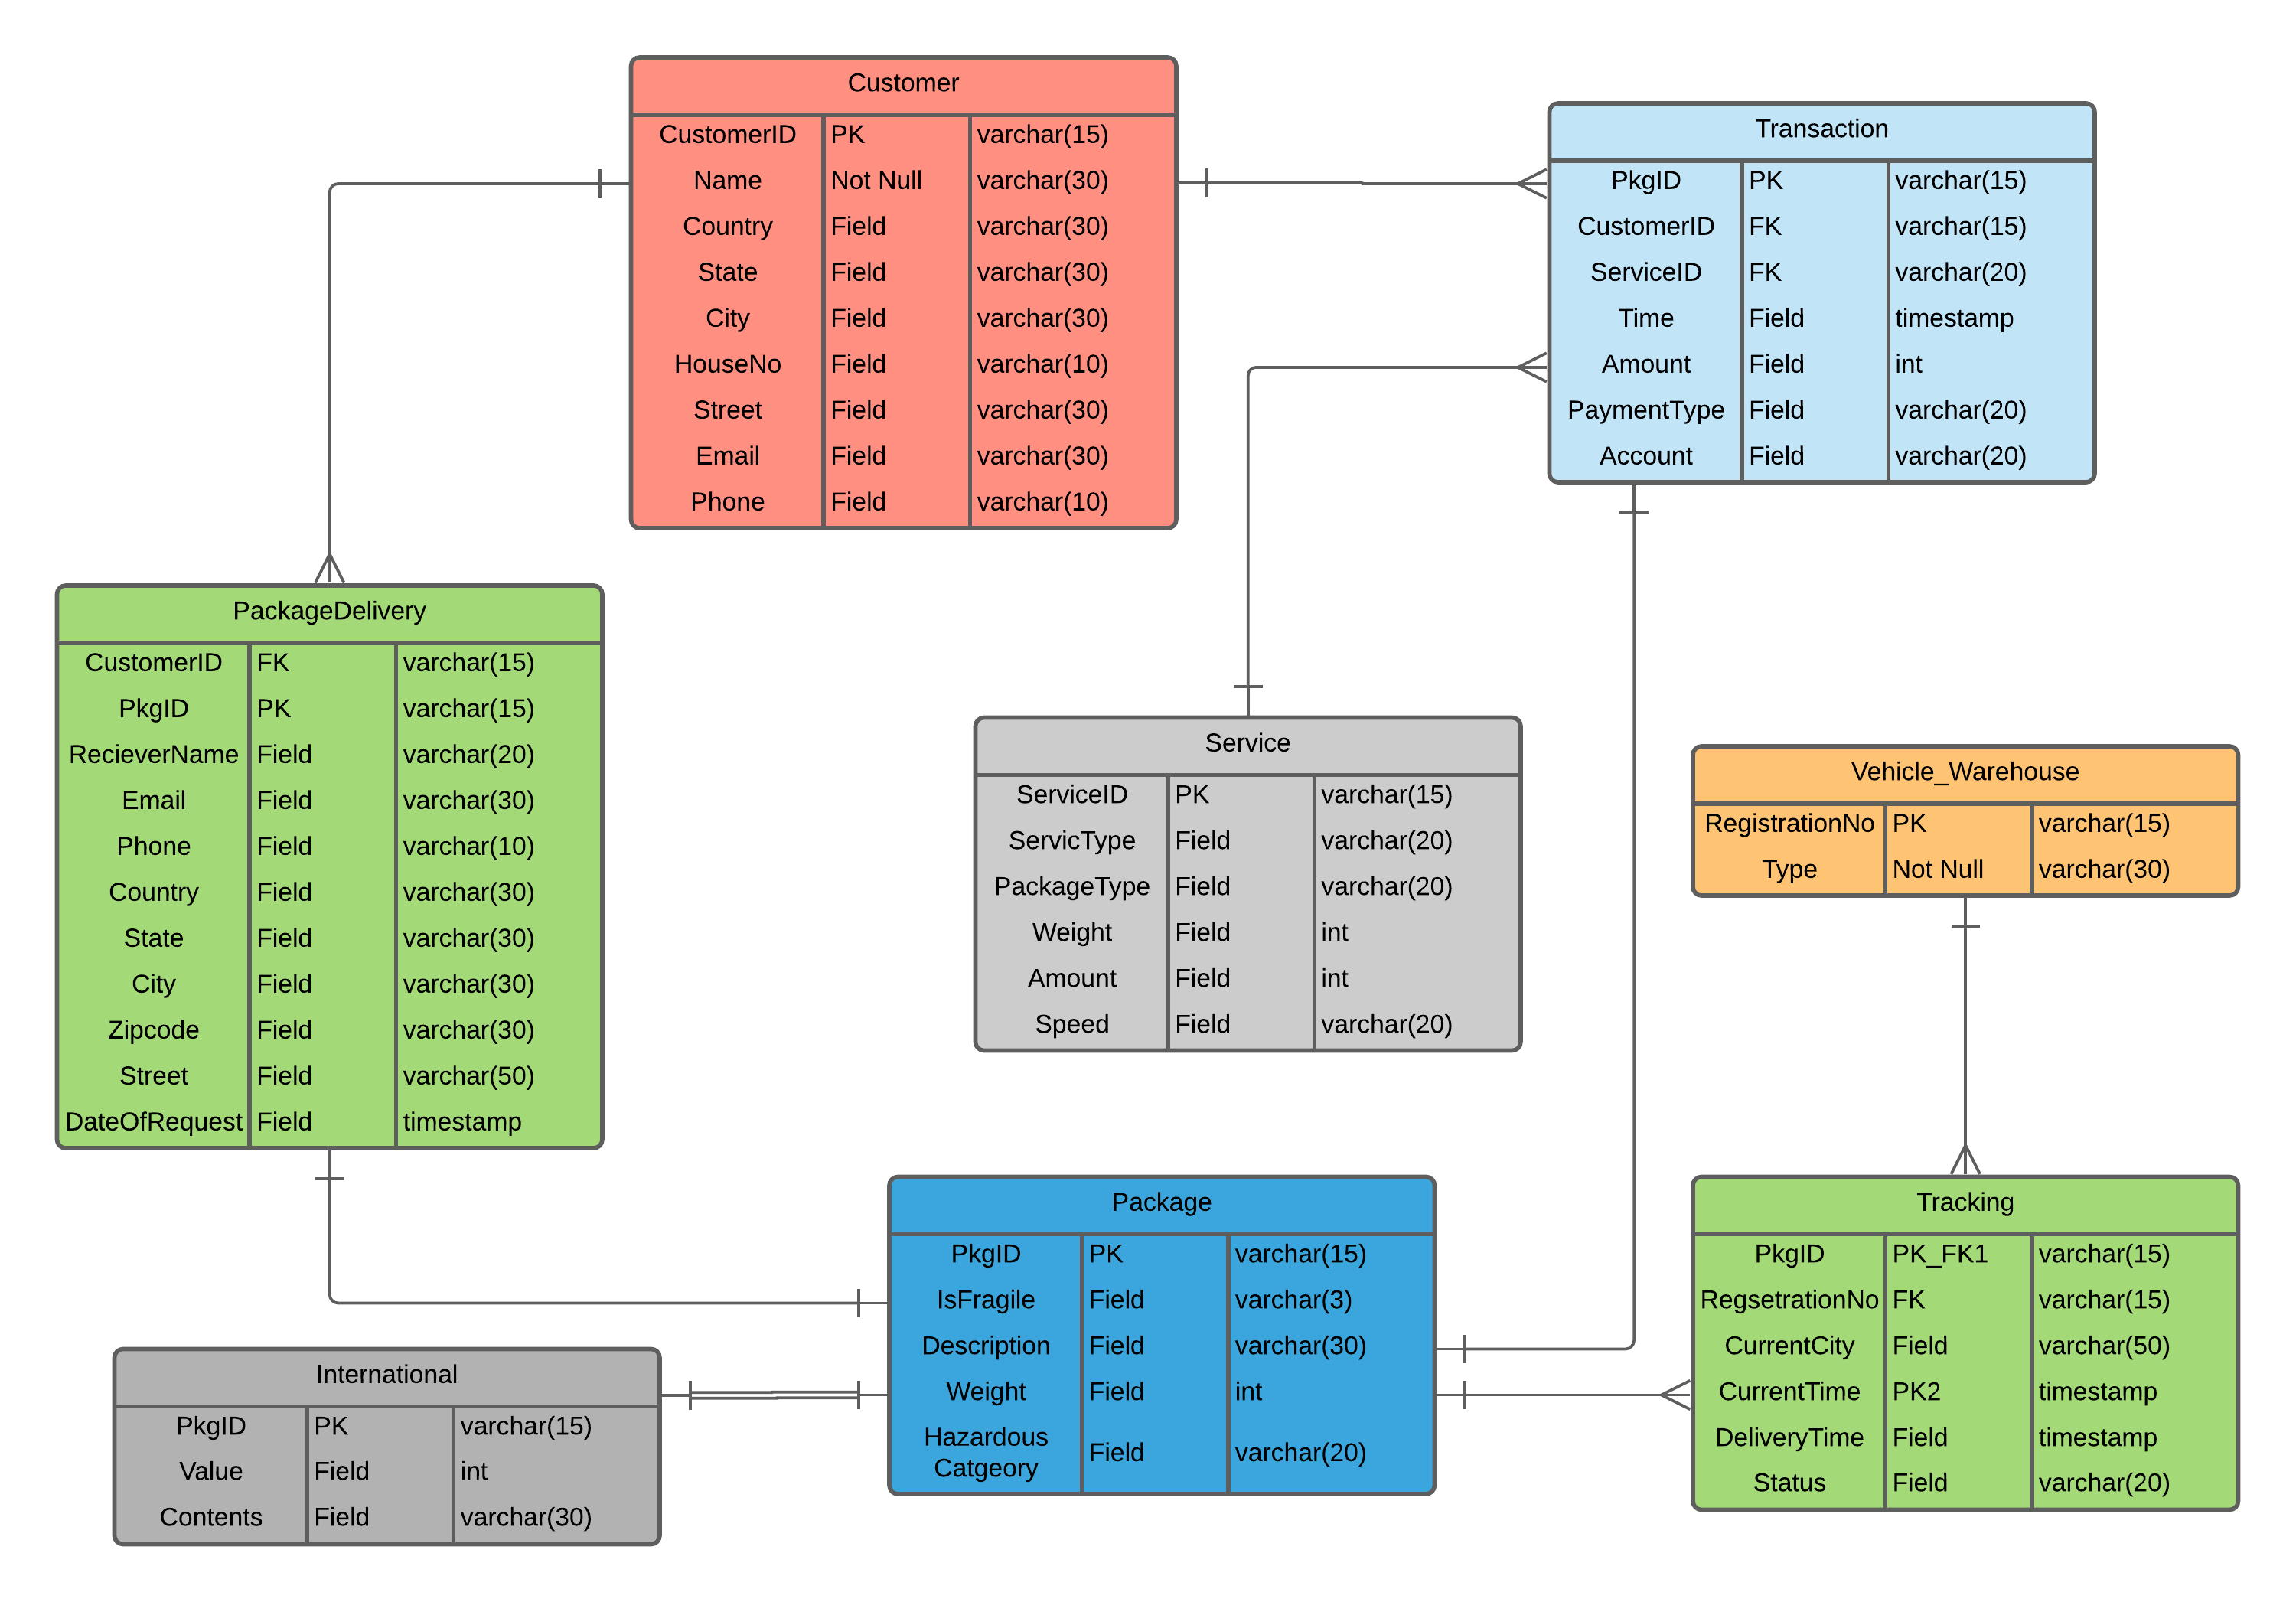 Customer
CustomerID PK varchar(15)
Name Not Null varchar(30)
Country Field varchar(30)
State Field varchar(30)
City Field varchar(30)
HouseNo Field varchar(10)
Street Field varchar(30)
Email Field varchar(30)
Phone Field varchar(10)
Transaction
PkgID PK varchar(15)
CustomerID FK varchar(15)
ServiceID FK varchar(20)
Time Field timestamp
Amount Field int
PaymentType Field varchar(20)
Account Field varchar(20)
PackageDelivery
CustomerID FK varchar(15)
PkgID PK varchar(15)
RecieverName Field varchar(20)
Email Field varchar(30)
Phone Field varchar(10)
Country Field varchar(30)
State Field varchar(30)
City Field varchar(30)
Zipcode Field varchar(30)
Street Field varchar(50)
DateOfRequest Field timestamp
Service
ServiceID PK varchar(15)
ServicType Field varchar(20)
PackageType Field varchar(20)
Weight Field int
Amount Field int
Speed Field varchar(20)
Vehicle_Warehouse
RegistrationNo PK varchar(15)
Type Not Null varchar(30)
Package
PkgID PK varchar(15)
IsFragile Field varchar(3)
Description Field varchar(30)
Weight Field int
Hazardous
Catgeory Field varchar(20)
Tracking
PkgID PK_FK1 varchar(15)
RegsetrationNo FK varchar(15)
CurrentCity Field varchar(50)
CurrentTime PK2 timestamp
DeliveryTime Field timestamp
Status Field varchar(20)
International
PkgID PK varchar(15)
Value Field int
Contents Field varchar(30)